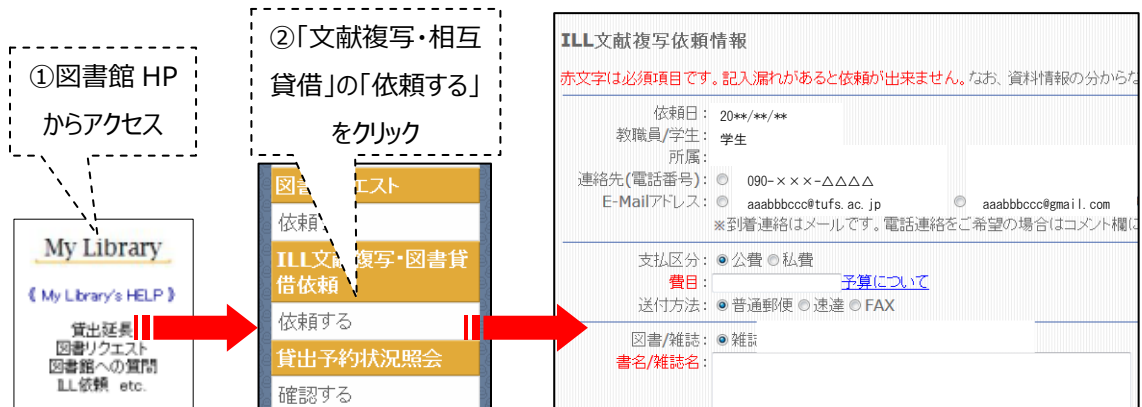 ①図書館 HP
からアクセス
My Library
《 My Library's HELP 》
貸出延長
図書リクエスト
図書館への質問
ILL依頼 etc.
②「文献複写・相互
貸借」の「依頼する」
をクリック
図書 エスト
依頼
ILL文献複写・図書貸
借依頼
依頼する
貸出予約状況照会
確認する
ILL文献複写依頼情報
赤文字は必須項目です。記入漏れがあると依頼が出来ません。なお、資料情報の分からな
依頼日： 20**/**/**
教職員/学生： 学生
所属：
連絡先(電話番号)： 090-×××-△△△△
E-Mailアドレス： aaabbbccc@tufs.ac.jp aaabbbccc@gmail.com
※到着連絡はメールです。電話連絡をご希望の場合はコメント欄に
支払区分： 公費 私費
費目： 予算について
送付方法： 普通郵便 速達 FAX
図書/雑誌： 雑誌
書名/雑誌名：